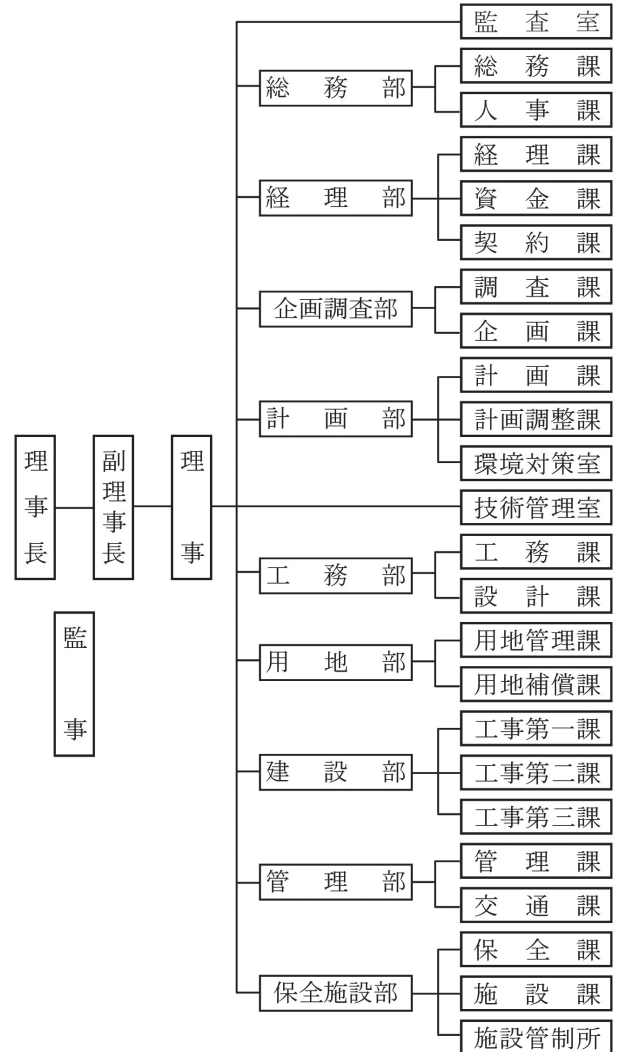 理事長
副理事長
理事
監事
監査室
総務部
総務課
人事課
経理部
経理課
資金課
契約課
企画調査部
調査課
企画課
計画部
計画課
計画調整課
環境対策室
技術管理室
工務部
工務課
設計課
用地部
用地管理課
用地補償課
建設部
工事第一課
工事第二課
工事第三課
管理部
管理課
交通課
保全施設部
保全課
施設課
施設管制所